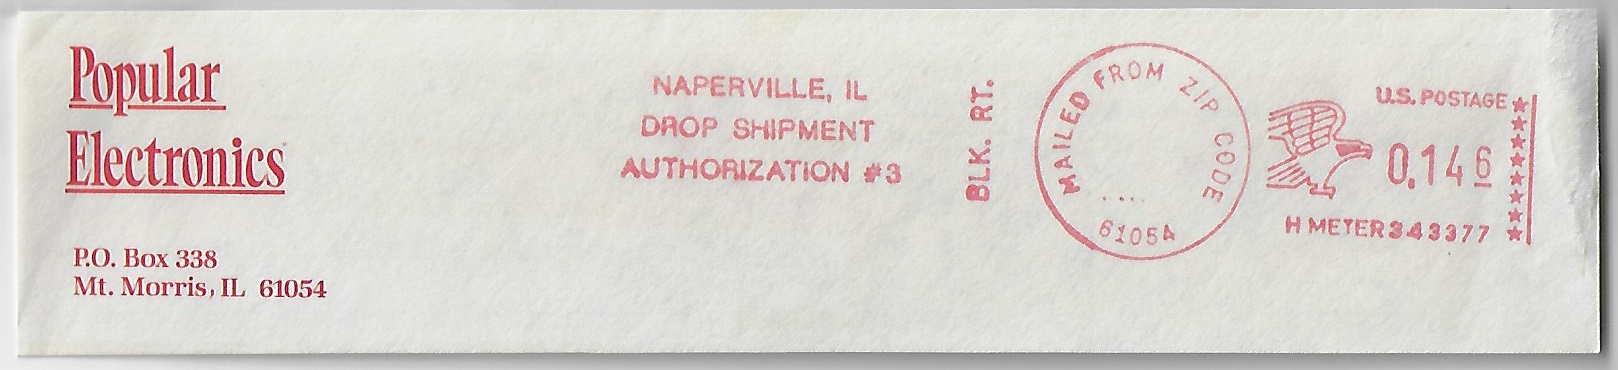 Popular
Electronics
P.O. Box 338
Mt. Morris, IL 61054
NAPERVILLE, IL
DROP SHIPMENT
AUTHORIZATION #3
BLK. RT.
MAILED FROM ZIP CODE
61054
U.S. POSTAGE
0.146
H METER 343377